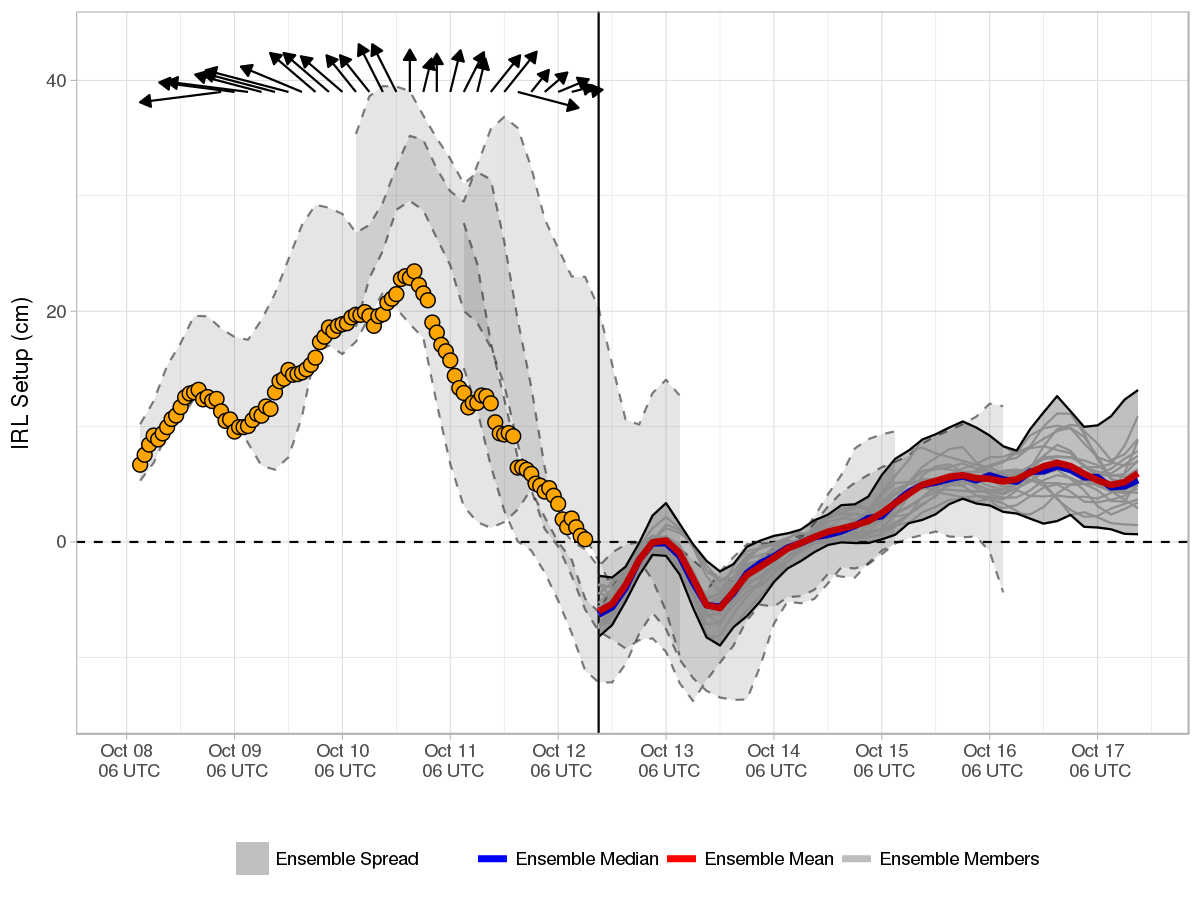 40
20
0
IRL Setup (cm)
Oct 08 Oct 09 Oct 10 Oct 11 Oct 12 Oct 13 Oct 14 Oct 15 Oct 16 Oct 17
06 UTC 06 UTC 06 UTC 06 UTC 06 UTC 06 UTC 06 UTC 06 UTC 06 UTC 06 UTC
Ensemble Spread Ensemble Median Ensemble Mean Ensemble Members